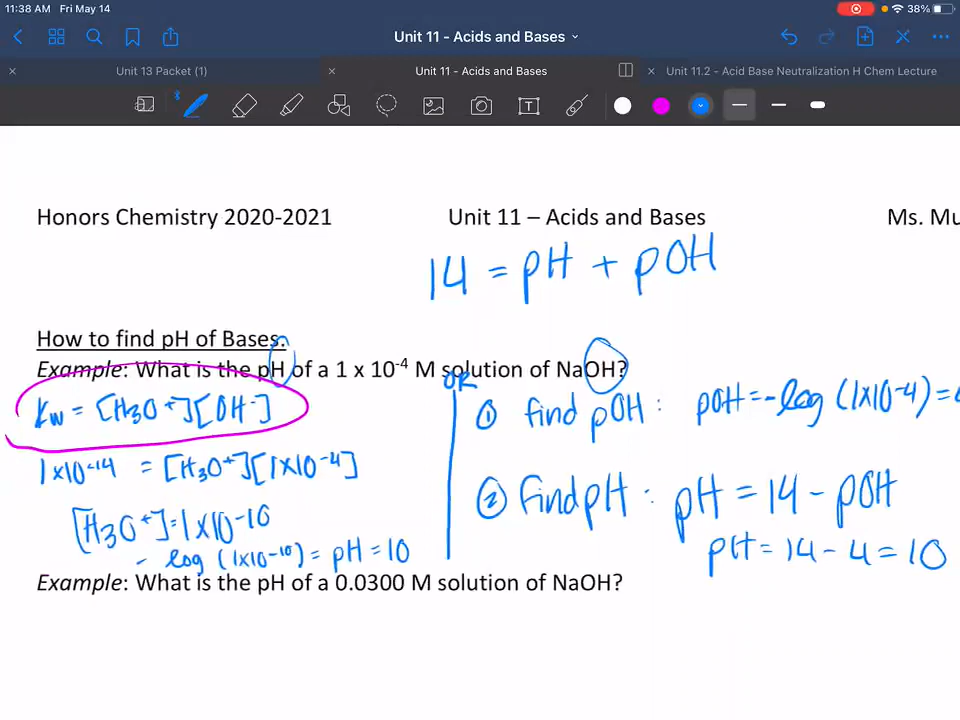 11:38 AM Fri May 14 38%
Unit 11 - Acids and Bases
Unit 13 Packet (1) Unit 11 - Acids and Bases Unit 11.2 - Acid Base Neutralization H Chem Lecture
T
Honors Chemistry 2020-2021 Unit 11 – Acids and Bases Ms. Mu
14 = pH + pOH
How to find pH of Bases:
Example: What is the pH of a 1 x 10⁻⁴ M solution of NaOH?
OR
Kw = [H₃O⁺][OH⁻]
① find pOH : pOH = -log (1x10⁻⁴) =
1x10⁻¹⁴ = [H₃O⁺][1x10⁻⁴]
② find pH : pH = 14 - pOH
[H₃O⁺] = 1x10⁻¹⁰
- log (1x10⁻¹⁰) = pH = 10
pH = 14 - 4 = 10
Example: What is the pH of a 0.0300 M solution of NaOH?